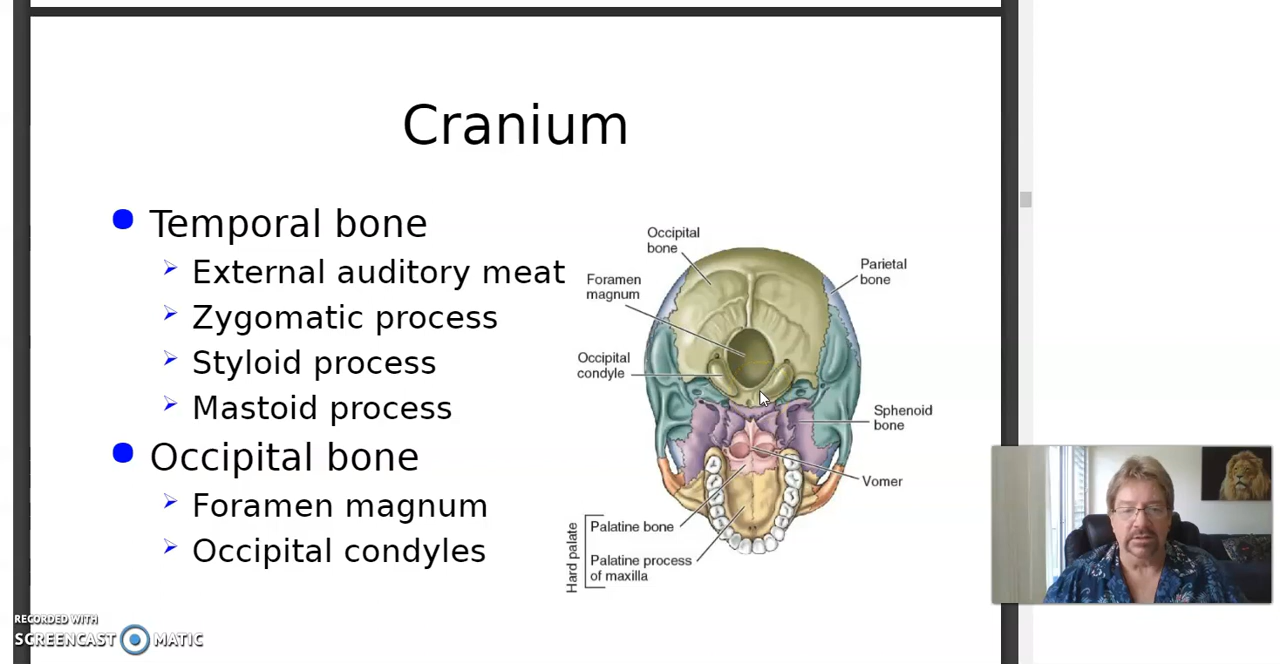 Cranium
Temporal bone
External auditory meat
Zygomatic process
Styloid process
Mastoid process
Occipital bone
Foramen magnum
Occipital condyles
Occipital
bone
Foramen
magnum
Occipital
condyle
Parietal
bone
Sphenoid
bone
Vomer
Hard palate
Palatine bone
Palatine process
of maxilla
RECORDED WITH
SCREENCAST MATIC